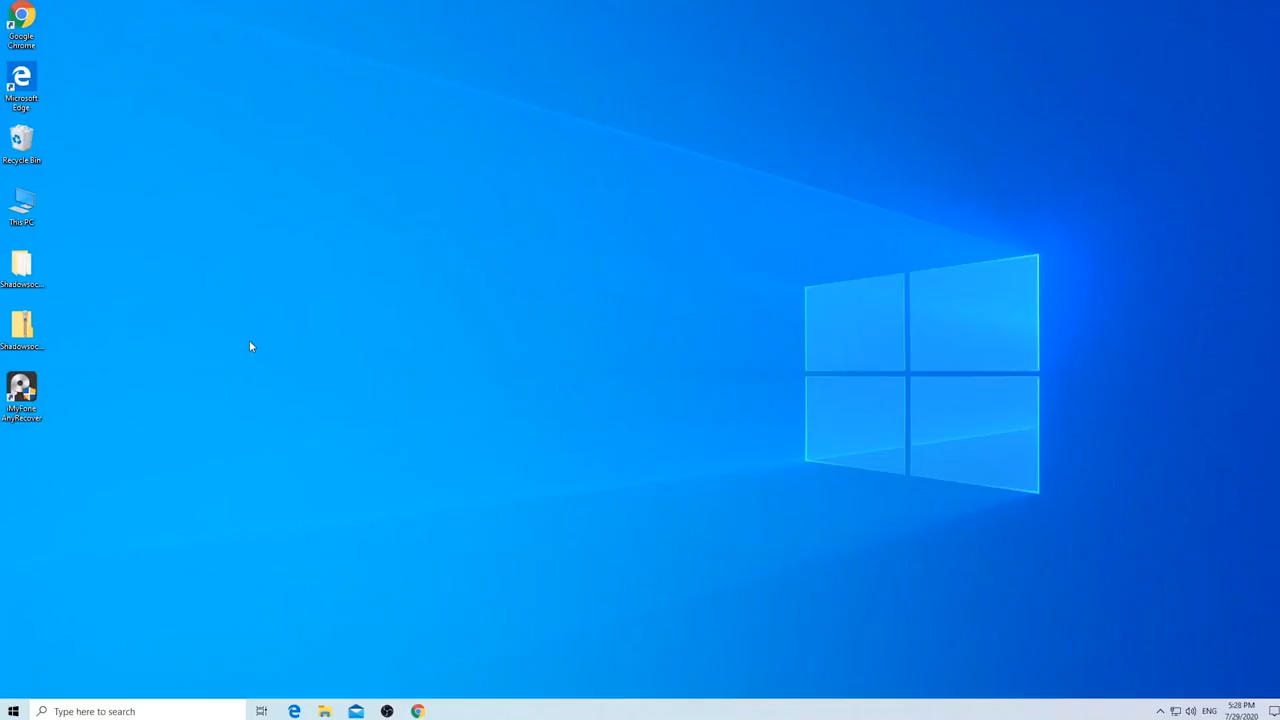 Google
Chrome
Microsoft
Edge
Recycle Bin
This PC
Shadowsoc...
Shadowsoc...
iMyFone
AnyRecover
Type here to search
ENG
5:28 PM
7/29/2020